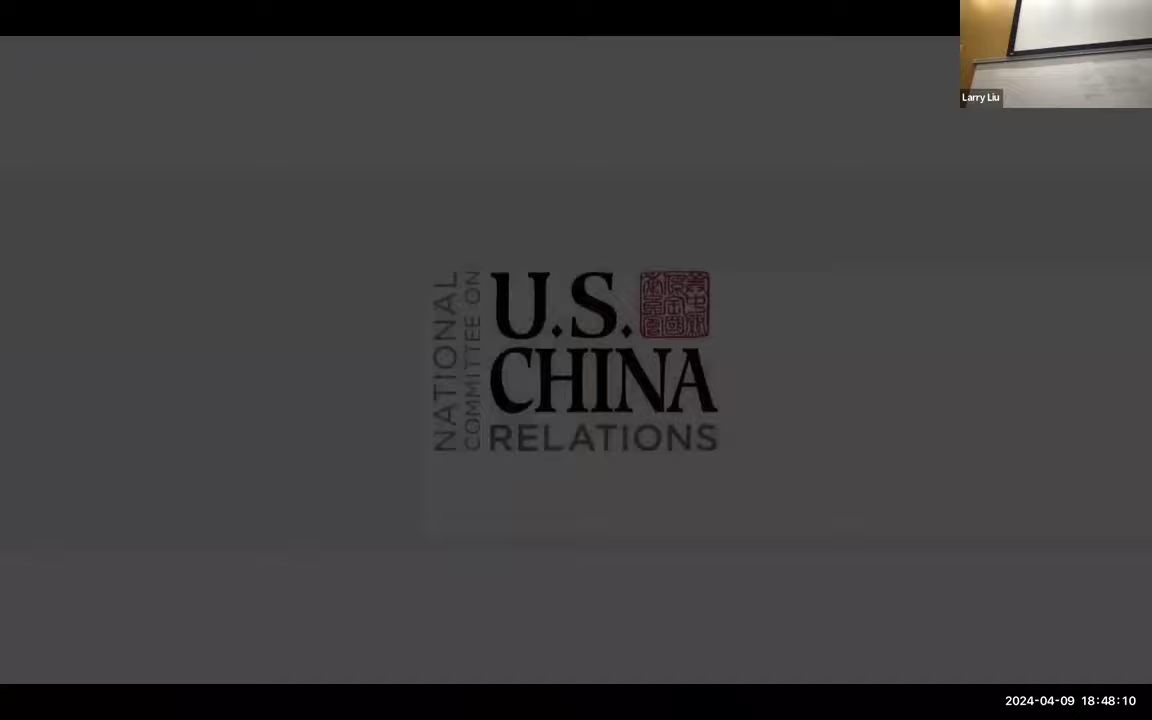 Larry Liu
NATIONAL
COMMITTEE ON
U.S.
CHINA
RELATIONS
2024-04-09 18:48:10